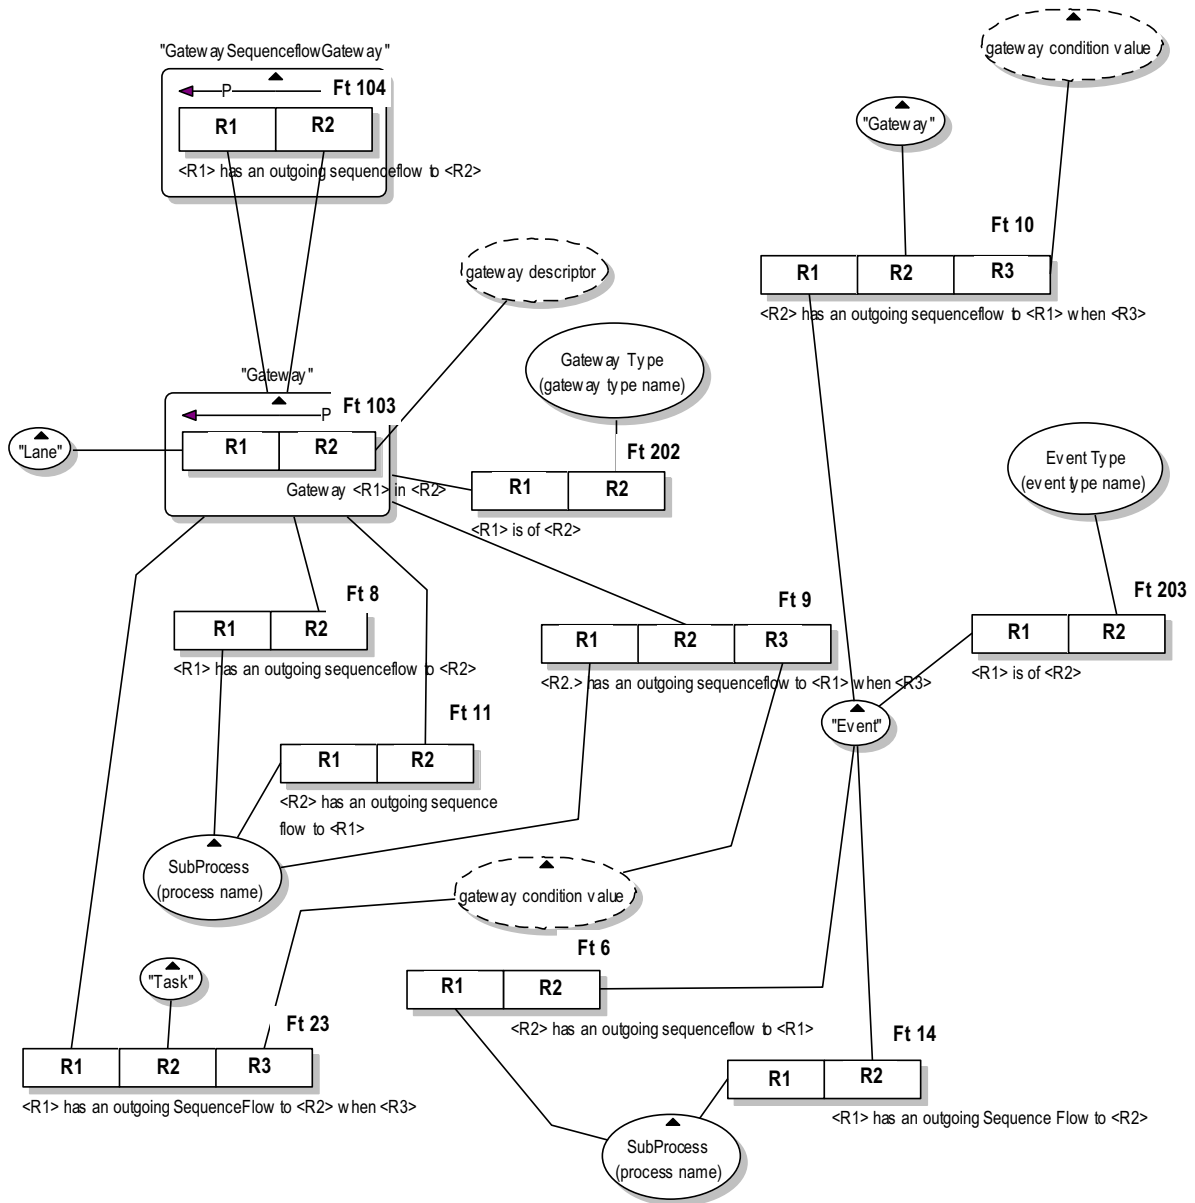 "GatewaySequenceflowGateway"
P
Ft 104
R1 R2
<R1> has an outgoing sequenceflow to <R2>
gateway condition value
"Gateway"
Ft 10
R1 R2 R3
<R2> has an outgoing sequenceflow to <R1> when <R3>
gateway descriptor
Gateway Type
(gateway type name)
"Gateway"
P
Ft 103
"Lane"
R1 R2
Gateway <R1> in <R2>
Ft 202
R1 R2
<R1> is of <R2>
Event Type
(event type name)
Ft 203
R1 R2
<R1> is of <R2>
Ft 8
R1 R2
<R1> has an outgoing sequenceflow to <R2>
Ft 9
R1 R2 R3
<R2.> has an outgoing sequenceflow to <R1> when <R3>
"Event"
Ft 11
R1 R2
<R2> has an outgoing sequence
flow to <R1>
SubProcess
(process name)
gateway condition value
Ft 6
R1 R2
<R2> has an outgoing sequenceflow to <R1>
"Task"
Ft 23
R1 R2 R3
<R1> has an outgoing SequenceFlow to <R2> when <R3>
Ft 14
R1 R2
<R1> has an outgoing Sequence Flow to <R2>
SubProcess
(process name)